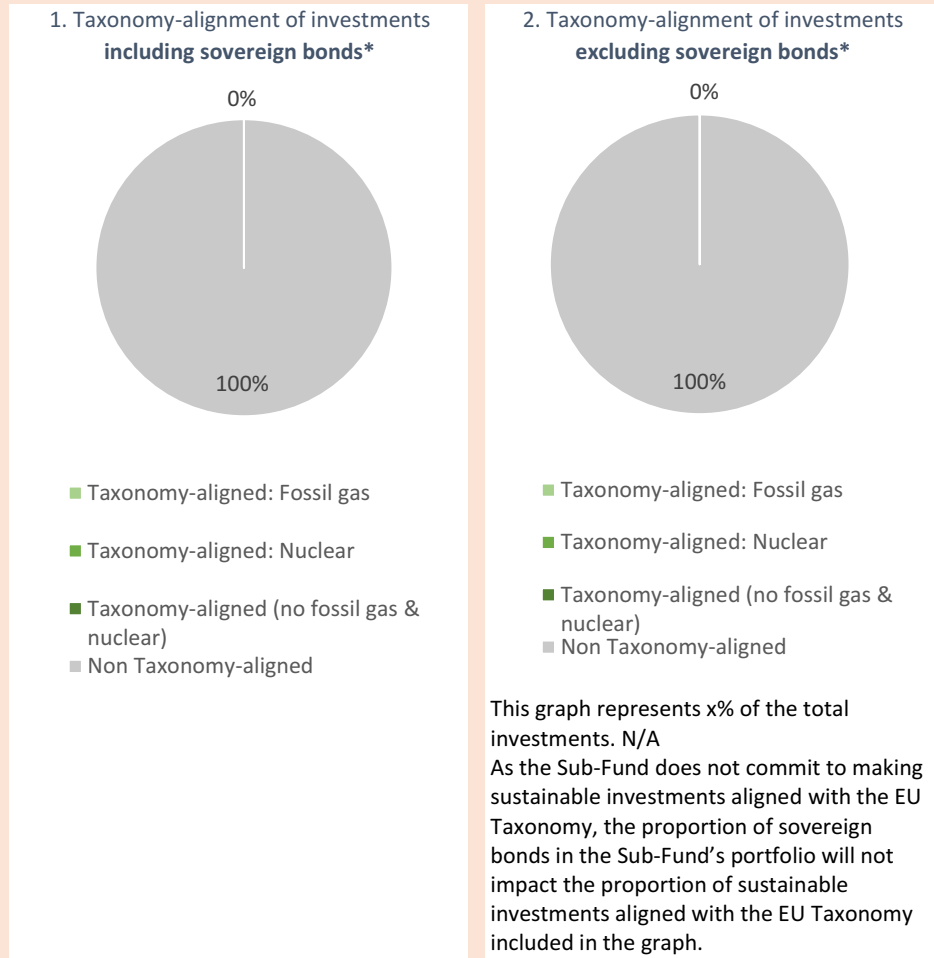 1. Taxonomy-alignment of investments
including sovereign bonds*
0%
100%
Taxonomy-aligned: Fossil gas
Taxonomy-aligned: Nuclear
Taxonomy-aligned (no fossil gas &
nuclear)
Non Taxonomy-aligned
2. Taxonomy-alignment of investments
excluding sovereign bonds*
0%
100%
Taxonomy-aligned: Fossil gas
Taxonomy-aligned: Nuclear
Taxonomy-aligned (no fossil gas &
nuclear)
Non Taxonomy-aligned
This graph represents x% of the total
investments. N/A
As the Sub-Fund does not commit to making
sustainable investments aligned with the EU
Taxonomy, the proportion of sovereign
bonds in the Sub-Fund's portfolio will not
impact the proportion of sustainable
investments aligned with the EU Taxonomy
included in the graph.